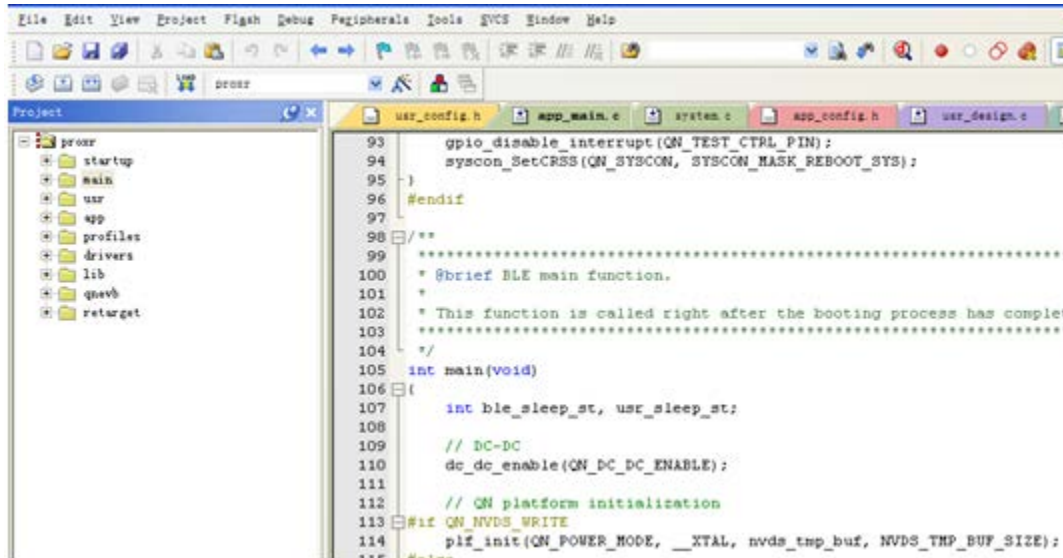 File Edit View Project Flash Debug Peripherals Tools SVCS Window Help
LOAD proxr
Project
usr_config.h app_main.c system.c app_config.h usr_design.c
proxr
startup
main
usr
app
profiles
drivers
lib
qnevb
retarget
93 gpio_disable_interrupt(QN_TEST_CTRL_PIN);
94 syscon_SetCRSS(QN_SYSCON, SYSCON_MASK_REBOOT_SYS);
95 }
96 #endif
97
98 /**
99 ****************************************************************
100 * @brief BLE main function.
101 *
102 * This function is called right after the booting process has complet
103 ****************************************************************
104 */
105 int main(void)
106 {
107 int ble_sleep_st, usr_sleep_st;
108
109 // DC-DC
110 dc_dc_enable(QN_DC_DC_ENABLE);
111
112 // QN platform initialization
113 #if QN_NVDS_WRITE
114 plf_init(QN_POWER_MODE, __XTAL, nvds_tmp_buf, NVDS_TMP_BUF_SIZE);